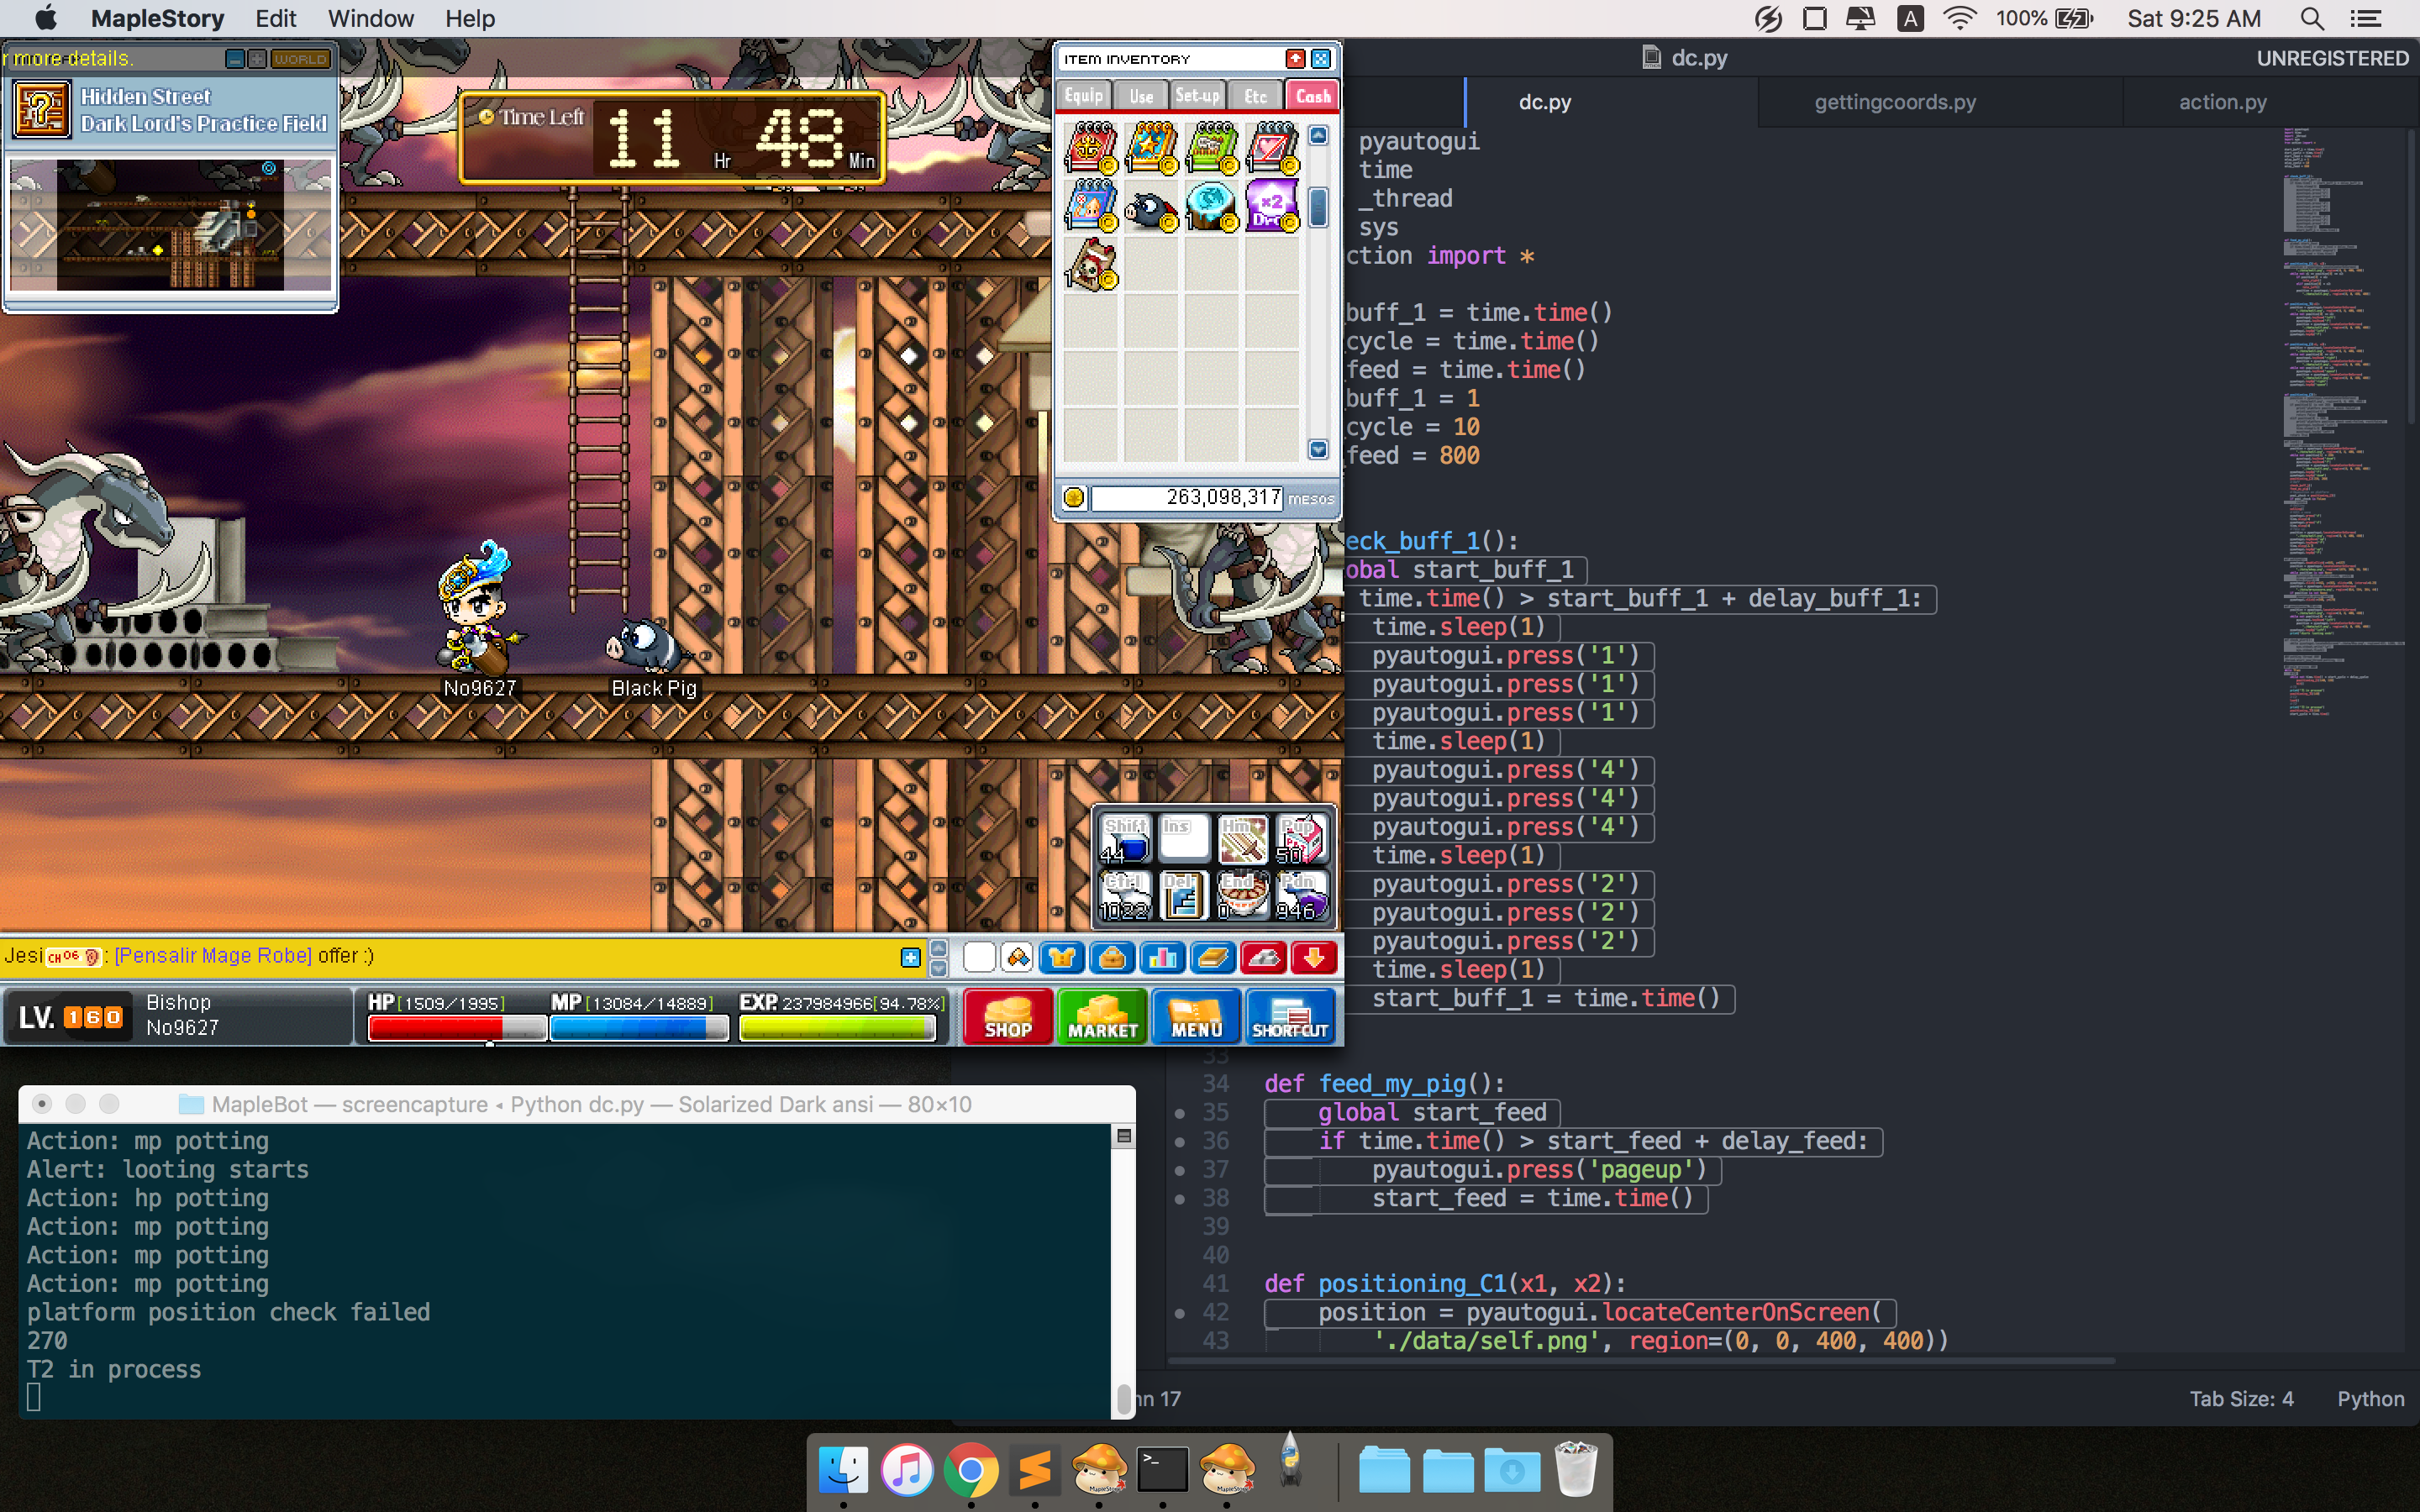 MapleStory Edit Window Help
A 100% Sat 9:25 AM
r more details.
WORLD
Hidden Street
Dark Lord's Practice Field
Time Left 11 Hr 48 Min
ITEM INVENTORY
Equip Use Set-up Etc Cash
1 1 1 1
1 1 x2
1
263,098,317 mesos
No9627
Black Pig
Shift Ins Hm Pup
44 50
Ctrl Del End Pdn
1022 0 946
Jesi CH 06 : [Pensalir Mage Robe] offer :)
LV. 160 Bishop
No9627
HP[1509/1995] MP[13084/14889] EXP. 237984966[94.78%]
SHOP MARKET MENU SHORTCUT
dc.py
UNREGISTERED
dc.py gettingcoords.py action.py
pyautogui
time
_thread
sys
ction import *
buff_1 = time.time()
cycle = time.time()
feed = time.time()
buff_1 = 1
cycle = 10
feed = 800
eck_buff_1():
obal start_buff_1
time.time() > start_buff_1 + delay_buff_1:
time.sleep(1)
pyautogui.press('1')
pyautogui.press('1')
pyautogui.press('1')
time.sleep(1)
pyautogui.press('4')
pyautogui.press('4')
pyautogui.press('4')
time.sleep(1)
pyautogui.press('2')
pyautogui.press('2')
pyautogui.press('2')
time.sleep(1)
start_buff_1 = time.time()
33
34 def feed_my_pig():
35 global start_feed
36 if time.time() > start_feed + delay_feed:
37 pyautogui.press('pageup')
38 start_feed = time.time()
39
40
41 def positioning_C1(x1, x2):
42 position = pyautogui.locateCenterOnScreen(
43 './data/self.png', region=(0, 0, 400, 400))
nn 17
Tab Size: 4 Python
MapleBot — screencapture ◂ Python dc.py — Solarized Dark ansi — 80×10
Action: mp potting
Alert: looting starts
Action: hp potting
Action: mp potting
Action: mp potting
Action: mp potting
platform position check failed
270
T2 in process